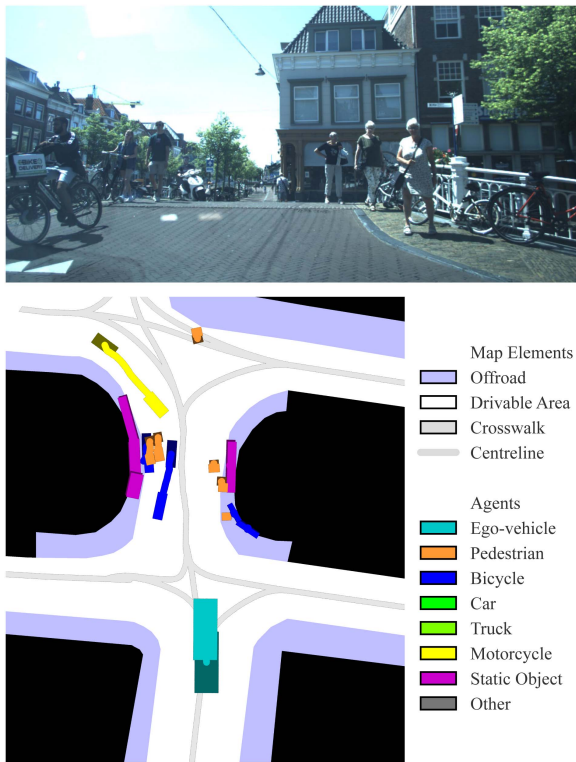 Map Elements
Offroad
Drivable Area
Crosswalk
Centreline
Agents
Ego-vehicle
Pedestrian
Bicycle
Car
Truck
Motorcycle
Static Object
Other